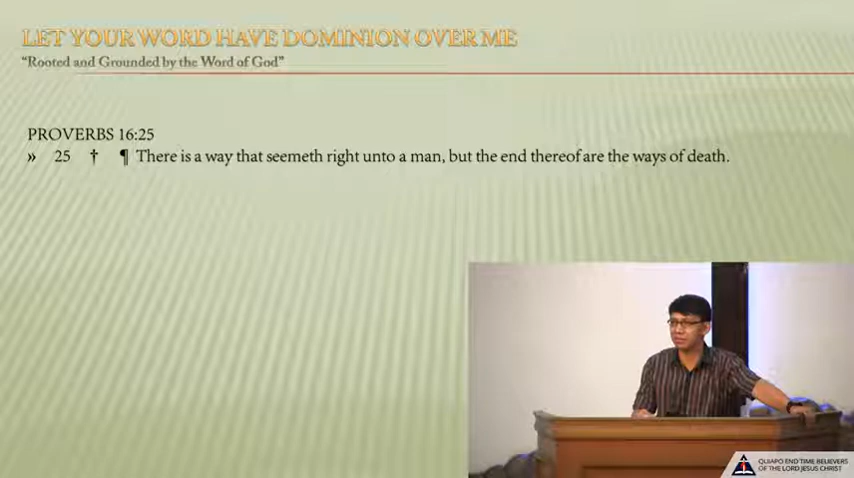 LET YOUR WORD HAVE DOMINION OVER ME
“Rooted and Grounded by the Word of God”
PROVERBS 16:25
» 25 † ¶ There is a way that seemeth right unto a man, but the end thereof are the ways of death.
QUIAPO END TIME BELIEVERS
OF THE LORD JESUS CHRIST